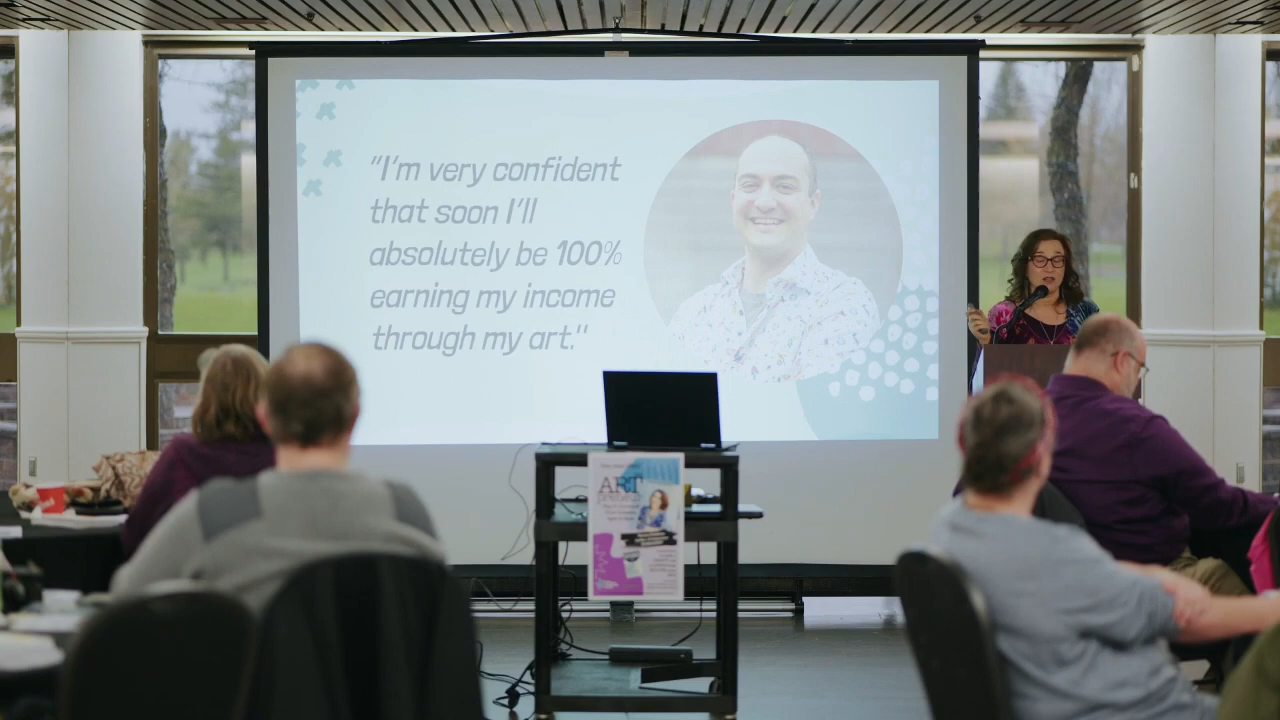 "I'm very confident
that soon I'll
absolutely be 100%
earning my income
through my art."
ART